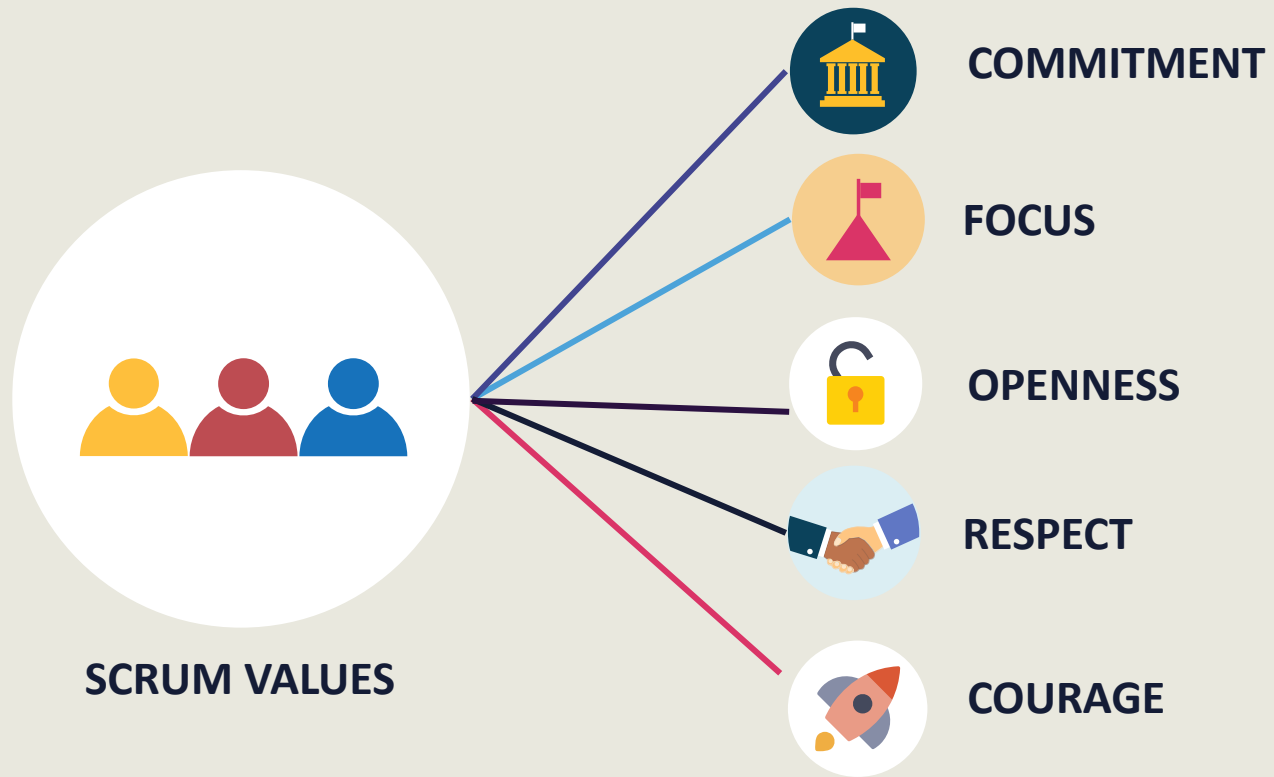 COMMITMENT
FOCUS
OPENNESS
RESPECT
SCRUM VALUES
COURAGE